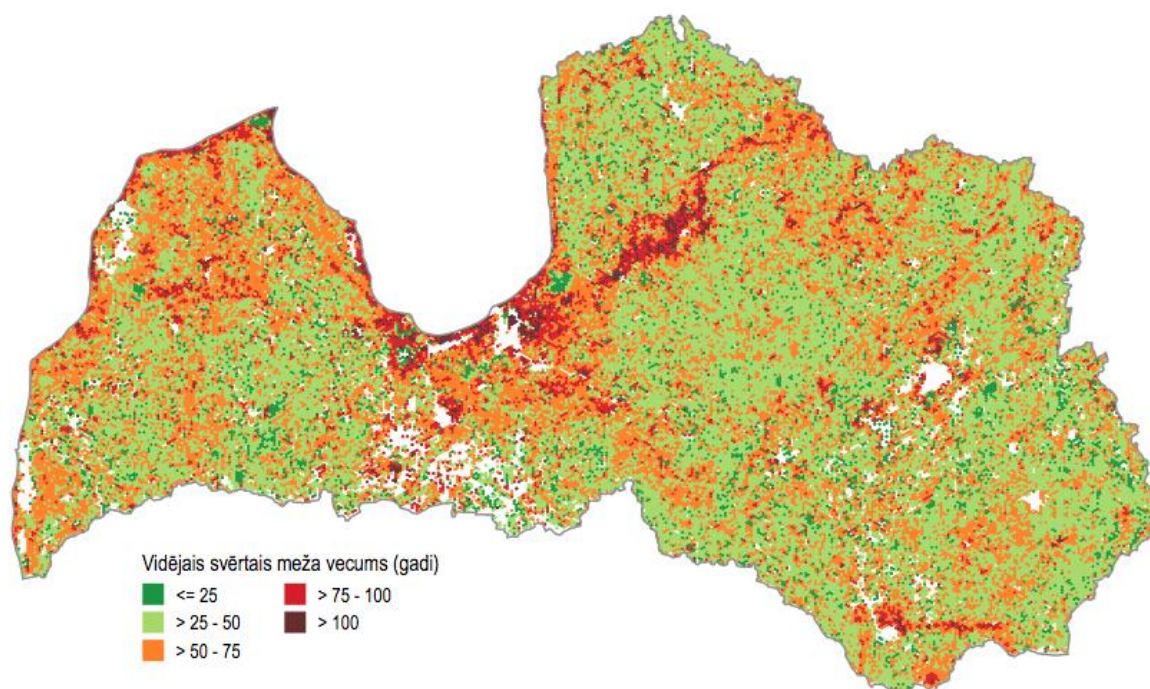 Vidējais svērtais meža vecums (gadi)
<= 25
> 25 - 50
> 50 - 75
> 75 - 100
> 100